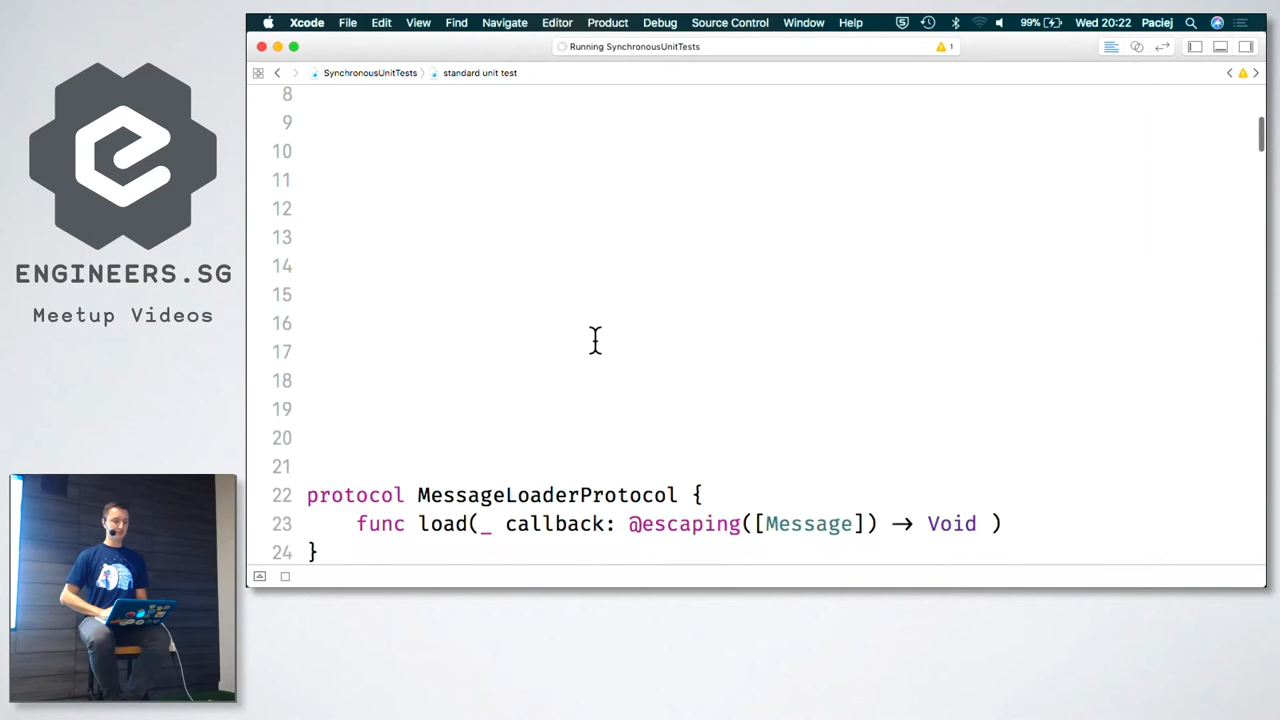 ENGINEERS.SG
Meetup Videos
Xcode File Edit View Find Navigate Editor Product Debug Source Control Window Help 99% Wed 20:22 Paciej
Running SynchronousUnitTests 1
SynchronousUnitTests standard unit test
8
9
10
11
12
13
14
15
16
17
18
19
20
21
22 protocol MessageLoaderProtocol {
23 func load(_ callback: @escaping([Message]) → Void )
24 }